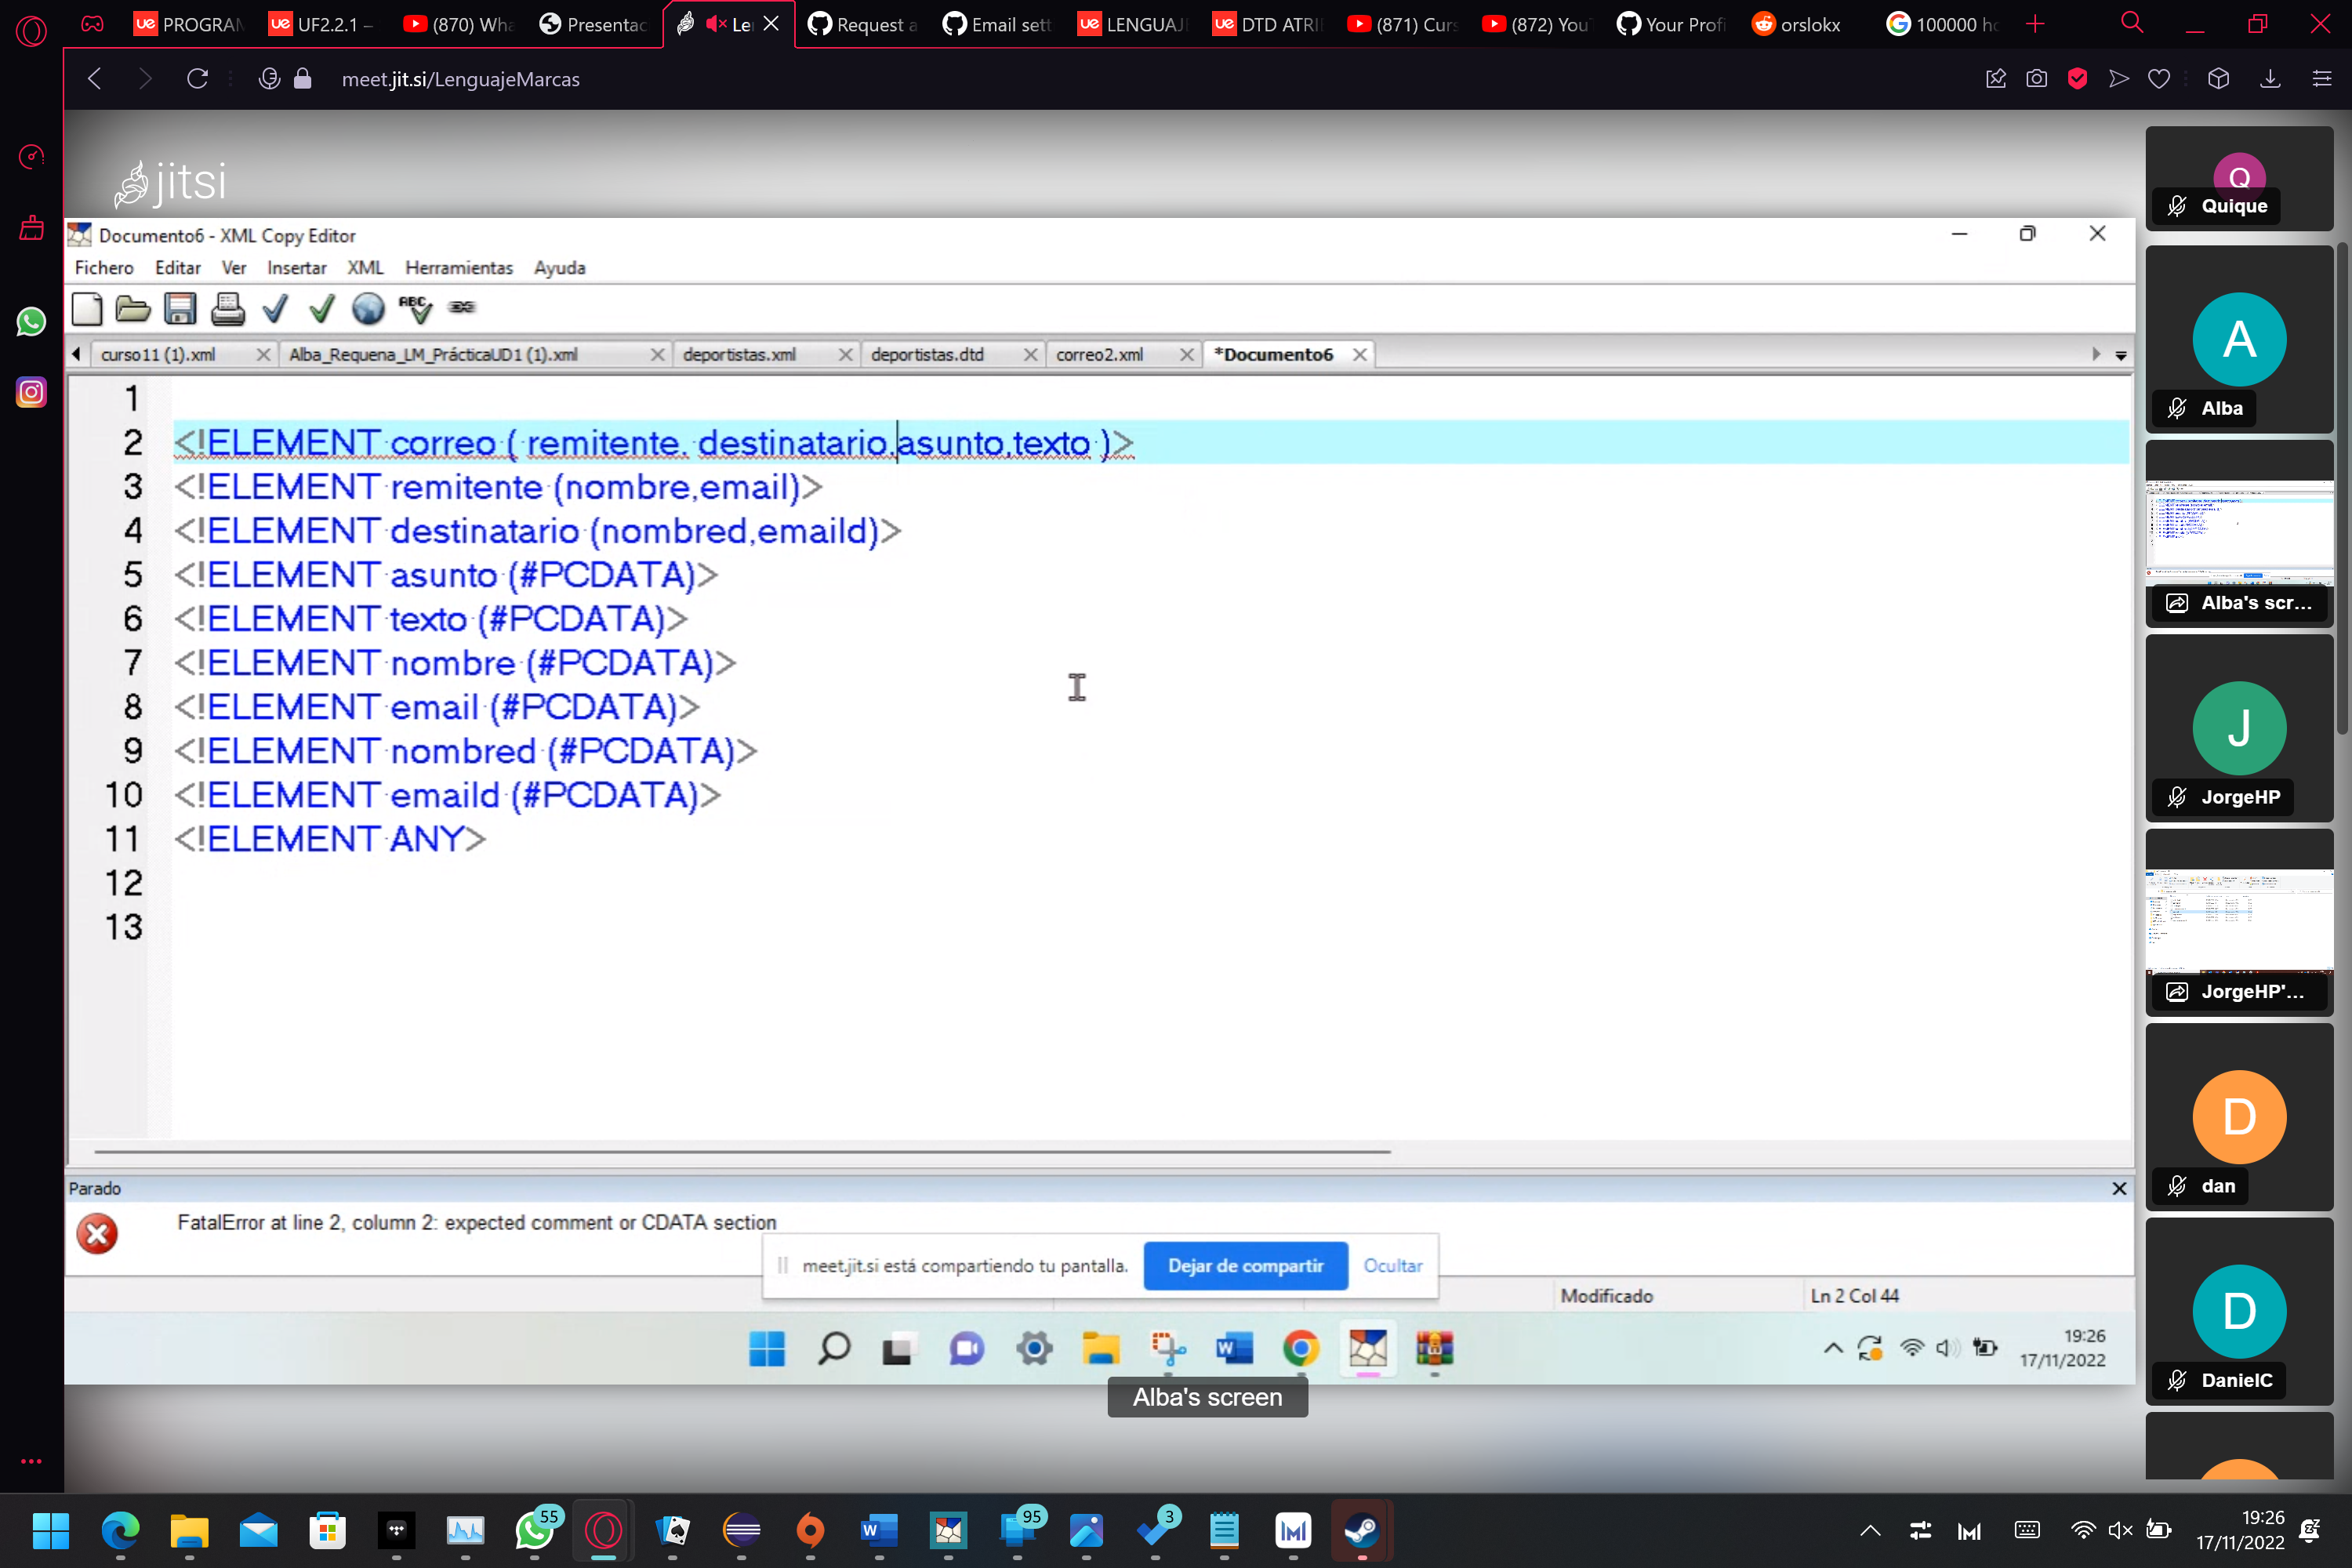 PROGRAM
UF2.2.1 –
(870) Wha
Presentac
Le
Request a
Email sett
LENGUAJ
DTD ATRI
(871) Curs
(872) You
Your Profi
orslokx
100000 ho
meet.jit.si/LenguajeMarcas
jitsi
Documento6 - XML Copy Editor
Fichero Editar Ver Insertar XML Herramientas Ayuda
ABC
curso11 (1).xml
Alba_Requena_LM_PrácticaUD1 (1).xml
deportistas.xml
deportistas.dtd
correo2.xml
*Documento6
1
2 <!ELEMENT correo ( remitente, destinatario,asunto,texto )>
3 <!ELEMENT remitente (nombre,email)>
4 <!ELEMENT destinatario (nombred,emaild)>
5 <!ELEMENT asunto (#PCDATA)>
6 <!ELEMENT texto (#PCDATA)>
7 <!ELEMENT nombre (#PCDATA)>
8 <!ELEMENT email (#PCDATA)>
9 <!ELEMENT nombred (#PCDATA)>
10 <!ELEMENT emaild (#PCDATA)>
11 <!ELEMENT ANY>
12
13
Parado
FatalError at line 2, column 2: expected comment or CDATA section
meet.jit.si está compartiendo tu pantalla.
Dejar de compartir
Ocultar
Modificado
Ln 2 Col 44
19:26
17/11/2022
Alba's screen
Q
Quique
A
Alba
Alba's scr...
J
JorgeHP
JorgeHP'...
D
dan
D
DanielC
55
95
3
19:26
17/11/2022